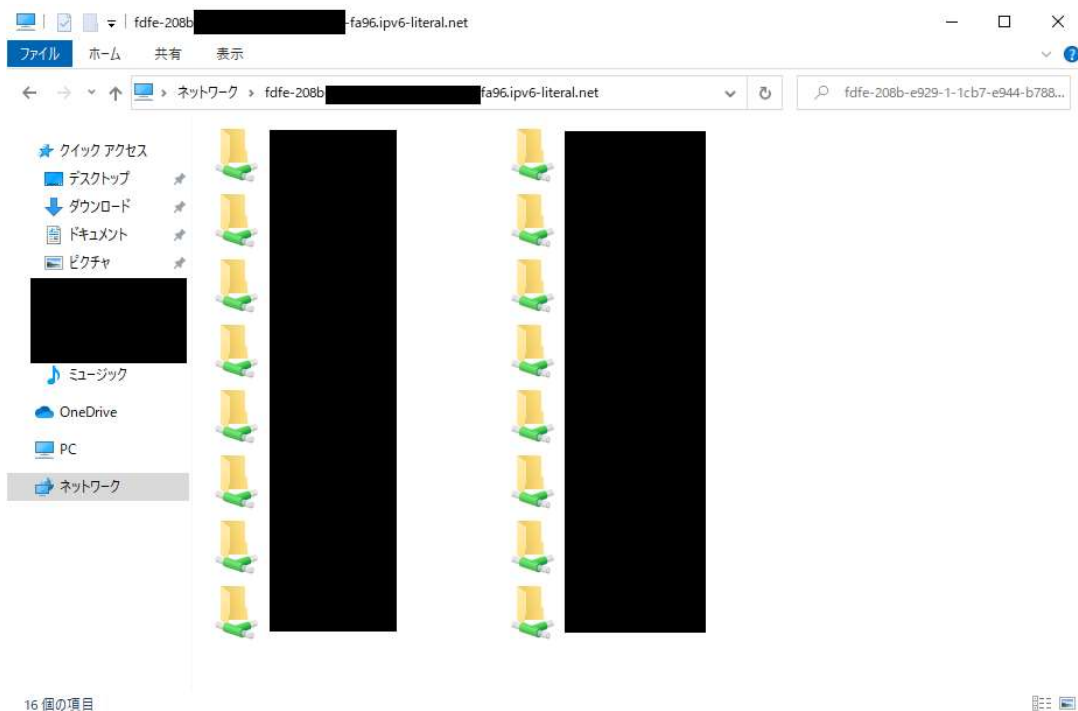 fdfe-208b -fa96.ipv6-literal.net
ファイル ホーム 共有 表示
ネットワーク fdfe-208b fa96.ipv6-literal.net fdfe-208b-e929-1-1cb7-e944-b788...
クイック アクセス
デスクトップ
ダウンロード
ドキュメント
ピクチャ
ミュージック
OneDrive
PC
ネットワーク
16 個の項目